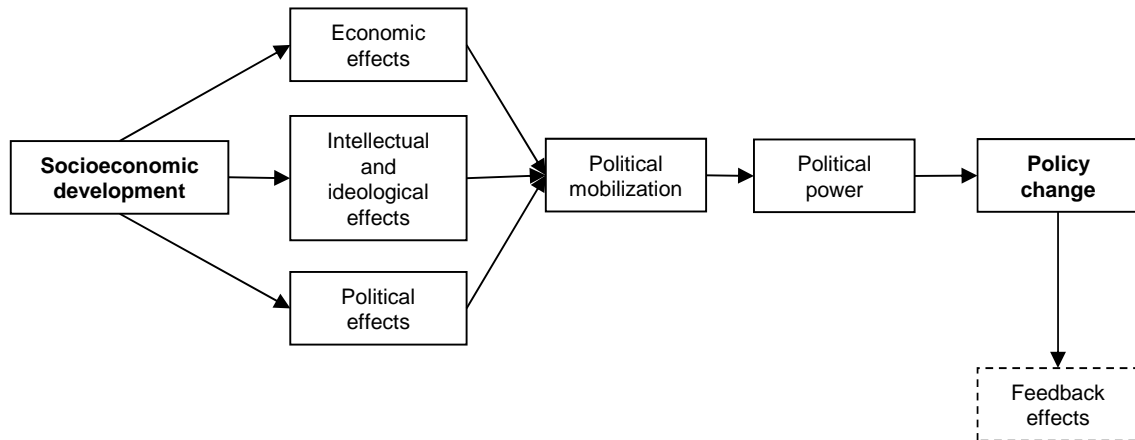 Economic
effects
Socioeconomic
development
Intellectual
and
ideological
effects
Political
effects
Political
mobilization
Political
power
Policy
change
Feedback
effects